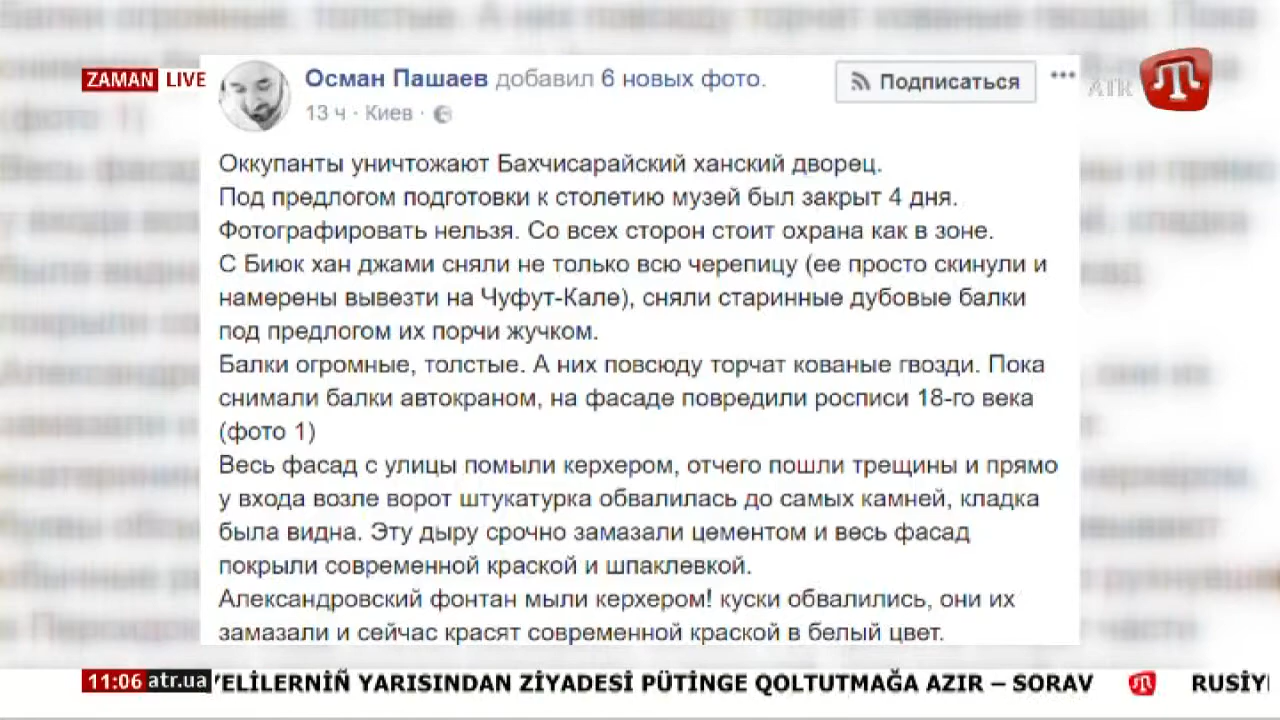 ZAMAN LIVE
Осман Пашаев добавил 6 новых фото.
13 ч · Киев ·
Подписаться
ATR
Оккупанты уничтожают Бахчисарайский ханский дворец.
Под предлогом подготовки к столетию музей был закрыт 4 дня.
Фотографировать нельзя. Со всех сторон стоит охрана как в зоне.
С Биюк хан джами сняли не только всю черепицу (ее просто скинули и
намерены вывезти на Чуфут-Кале), сняли старинные дубовые балки
под предлогом их порчи жучком.
Балки огромные, толстые. А них повсюду торчат кованые гвозди. Пока
снимали балки автокраном, на фасаде повредили росписи 18-го века
(фото 1)
Весь фасад с улицы помыли керхером, отчего пошли трещины и прямо
у входа возле ворот штукатурка обвалилась до самых камней, кладка
была видна. Эту дыру срочно замазали цементом и весь фасад
покрыли современной краской и шпаклевкой.
Александровский фонтан мыли керхером! куски обвалились, они их
замазали и сейчас красят современной краской в белый цвет.
11:06 atr.ua YELİLERNİÑ YARISINDAN ZİYADESİ PÜTİNGE QOLTUTMAĞA AZIR – SORAV RUSİY